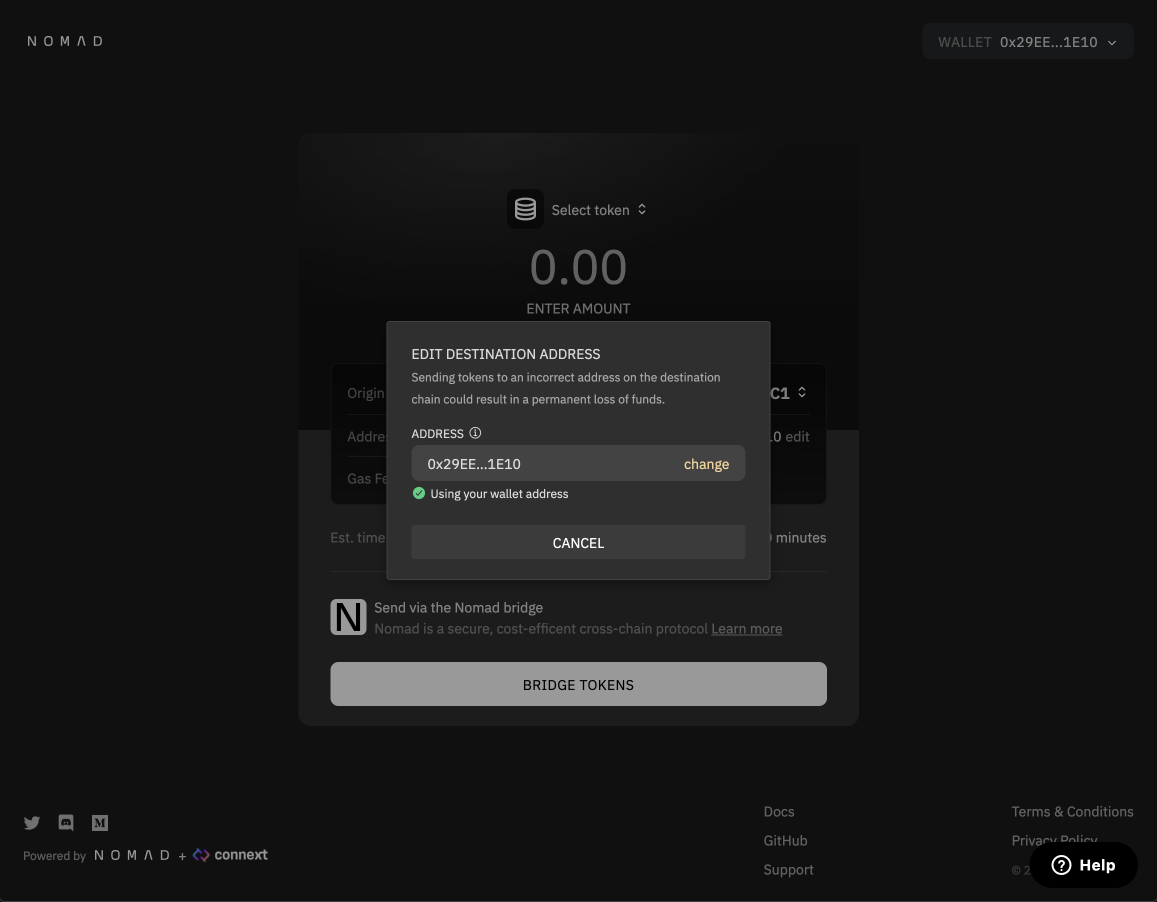 NOMAD
WALLET 0x29EE...1E10
Select token
0.00
ENTER AMOUNT
EDIT DESTINATION ADDRESS
Sending tokens to an incorrect address on the destination
chain could result in a permanent loss of funds.
Origin
C1
ADDRESS
Addre
0 edit
0x29EE...1E10 change
Gas Fe
Using your wallet address
Est. time
minutes
CANCEL
N
Send via the Nomad bridge
Nomad is a secure, cost-efficent cross-chain protocol Learn more
BRIDGE TOKENS
Docs
Terms & Conditions
M
GitHub
Privacy Policy
Powered by NOMAD + connext
Support
© 2
Help